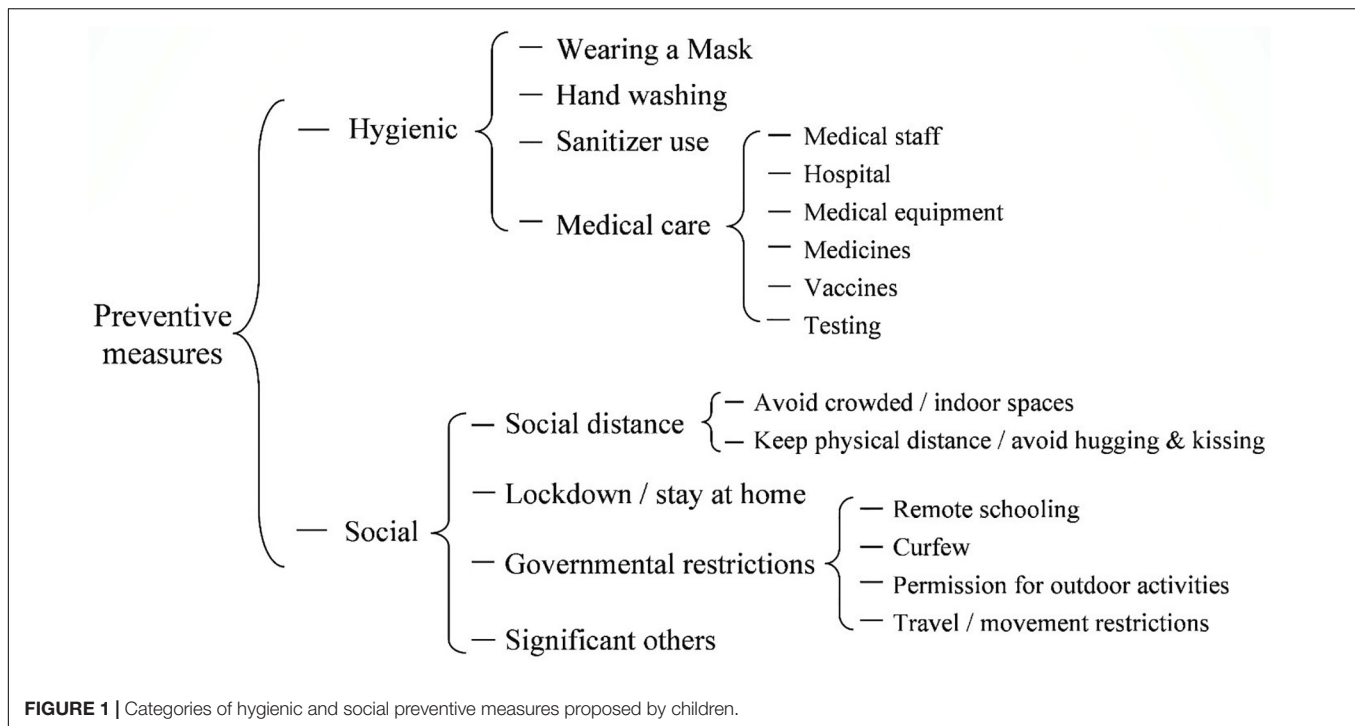 Preventive
measures
— Hygienic
— Wearing a Mask
— Hand washing
— Sanitizer use
— Medical care
— Medical staff
— Hospital
— Medical equipment
— Medicines
— Vaccines
— Testing
— Social
— Social distance
— Avoid crowded / indoor spaces
— Keep physical distance / avoid hugging & kissing
— Lockdown / stay at home
— Governmental restrictions
— Remote schooling
— Curfew
— Permission for outdoor activities
— Travel / movement restrictions
— Significant others
FIGURE 1 | Categories of hygienic and social preventive measures proposed by children.